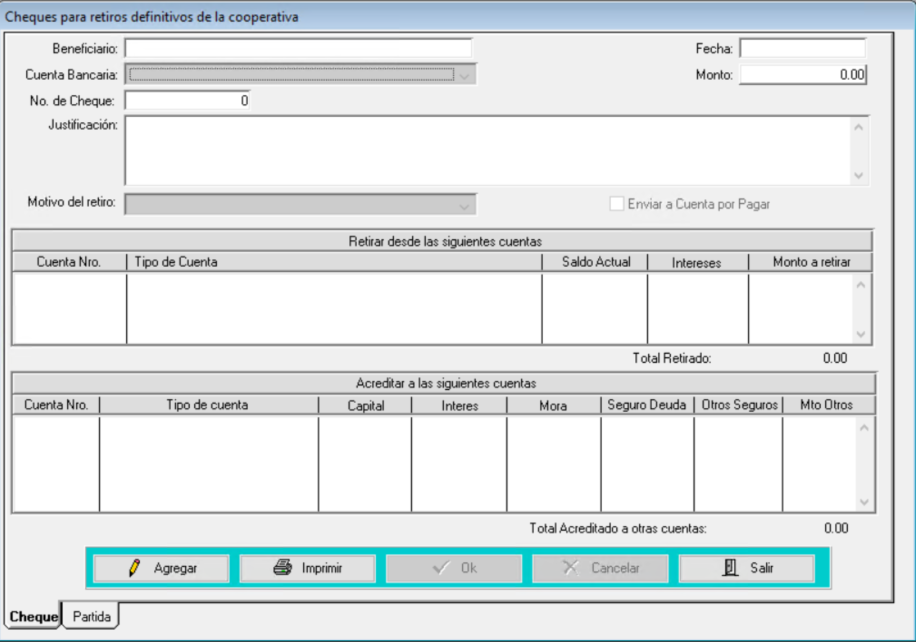 Cheques para retiros definitivos de la cooperativa
Beneficiario: Fecha:
Cuenta Bancaria: Monto: 0.00
No. de Cheque: 0
Justificación:
Motivo del retiro: Enviar a Cuenta por Pagar
Retirar desde las siguientes cuentas
Cuenta Nro. Tipo de Cuenta Saldo Actual Intereses Monto a retirar
Total Retirado: 0.00
Acreditar a las siguientes cuentas
Cuenta Nro. Tipo de cuenta Capital Interes Mora Seguro Deuda Otros Seguros Mto Otros
Total Acreditado a otras cuentas: 0.00
Agregar Imprimir Ok Cancelar Salir
Cheque Partida